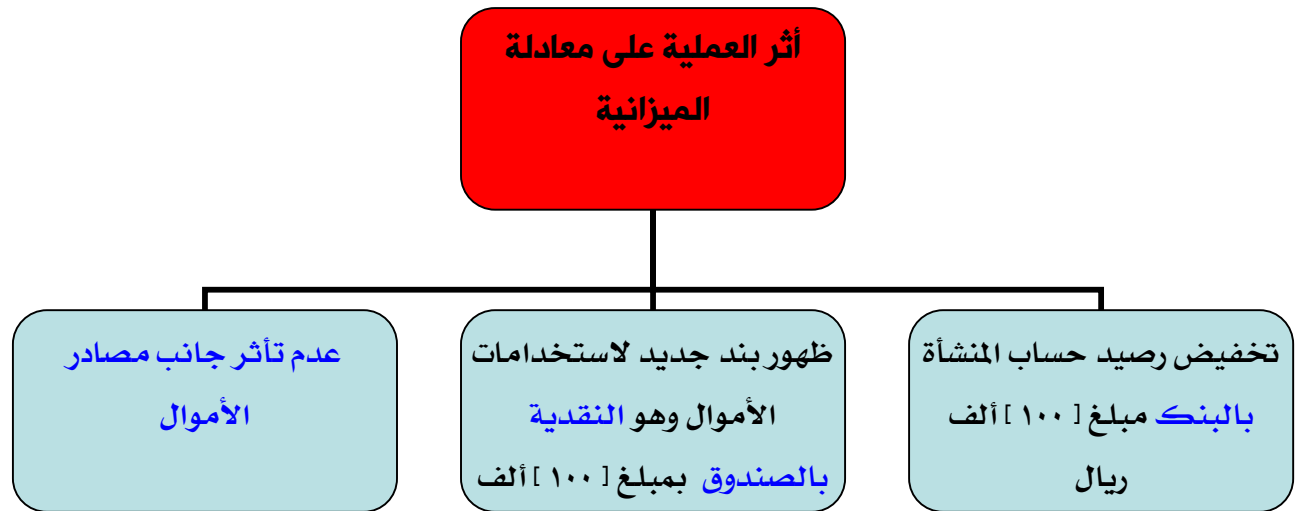 أثر العملية على معادلة
الميزانية
تخفيض رصيد حساب المنشأة
بالبنك مبلغ [ ١٠٠ ] ألف
ريال
ظهور بند جديد لاستخدامات
الأموال وهو النقدية
بالصندوق بمبلغ [ ١٠٠ ] ألف
عدم تأثر جانب مصادر
الأموال